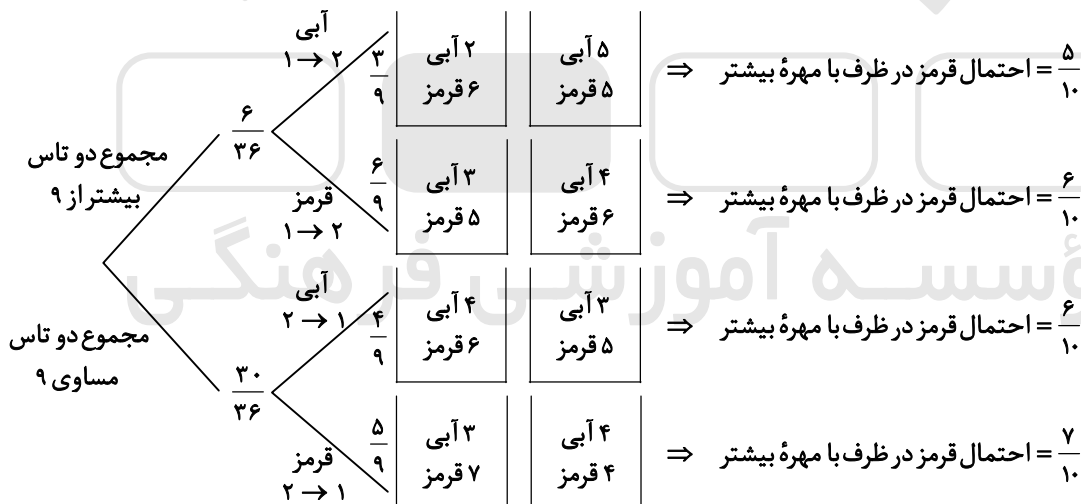 آبی
۱ → ۲
۳/۹
۲ آبی
۶ قرمز
۵ آبی
۵ قرمز
⇒ احتمال قرمز در ظرف با مهرهٔ بیشتر = ۵/۱۰
مجموع دو تاس
بیشتر از ۹
۶/۳۶
قرمز
۱ → ۲
۶/۹
۳ آبی
۵ قرمز
۴ آبی
۶ قرمز
⇒ احتمال قرمز در ظرف با مهرهٔ بیشتر = ۶/۱۰
آبی
۲ → ۱
۴/۹
۴ آبی
۶ قرمز
۳ آبی
۵ قرمز
⇒ احتمال قرمز در ظرف با مهرهٔ بیشتر = ۶/۱۰
مجموع دو تاس
مساوی ۹
۳۰/۳۶
قرمز
۲ → ۱
۵/۹
۳ آبی
۷ قرمز
۴ آبی
۴ قرمز
⇒ احتمال قرمز در ظرف با مهرهٔ بیشتر = ۷/۱۰
ؤسسه آموزشی فرهنگی